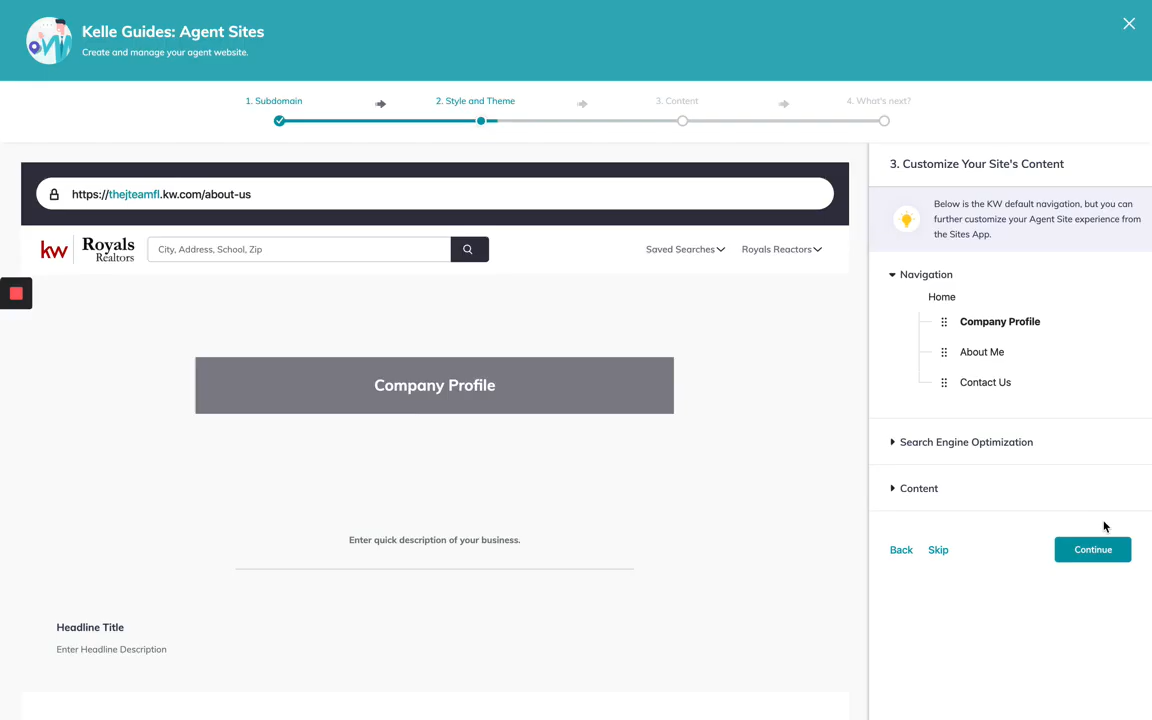 Kelle Guides: Agent Sites
Create and manage your agent website.
1. Subdomain
2. Style and Theme
3. Content
4. What's next?
https://thejteamfl.kw.com/about-us
kw Royals Realtors
City, Address, School, Zip
Saved Searches
Royals Reactors
Company Profile
Enter quick description of your business.
Headline Title
Enter Headline Description
3. Customize Your Site's Content
Below is the KW default navigation, but you can
further customize your Agent Site experience from
the Sites App.
Navigation
Home
Company Profile
About Me
Contact Us
Search Engine Optimization
Content
Back
Skip
Continue